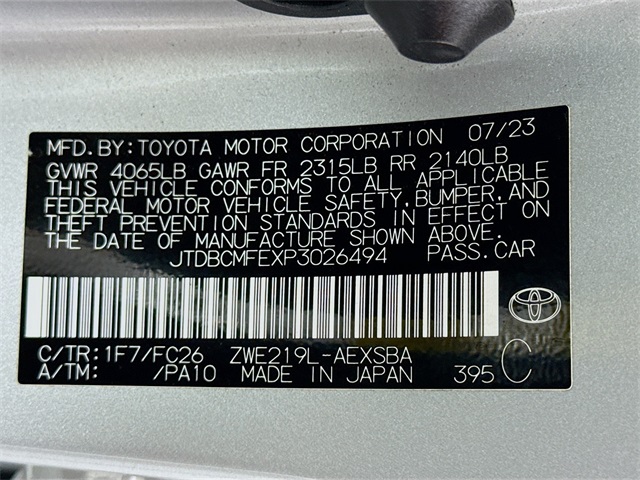 MFD.BY:TOYOTA MOTOR CORPORATION 07/23
GVWR 4065LB GAWR FR 2315LB RR 2140LB
THIS VEHICLE CONFORMS TO ALL APPLICABLE
FEDERAL MOTOR VEHICLE SAFETY,BUMPER,AND
THEFT PREVENTION STANDARDS IN EFFECT ON
THE DATE OF MANUFACTURE SHOWN ABOVE.
JTDBCMFEXP3026494 PASS.CAR
C/TR:1F7/FC26 ZWE219L-AEXSBA
A/TM: /PA10 MADE IN JAPAN 395 C